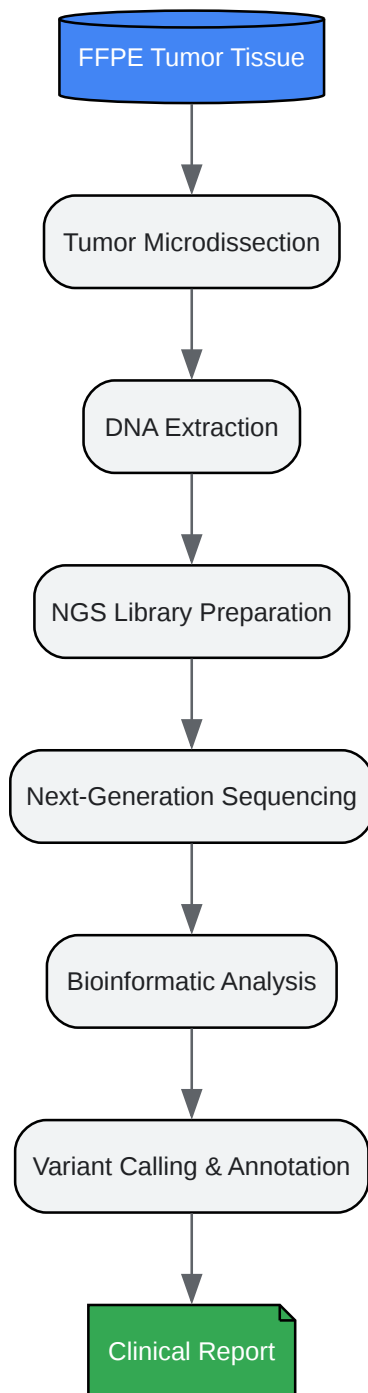 FFPE Tumor Tissue
Tumor Microdissection
DNA Extraction
NGS Library Preparation
Next-Generation Sequencing
Bioinformatic Analysis
Variant Calling & Annotation
Clinical Report